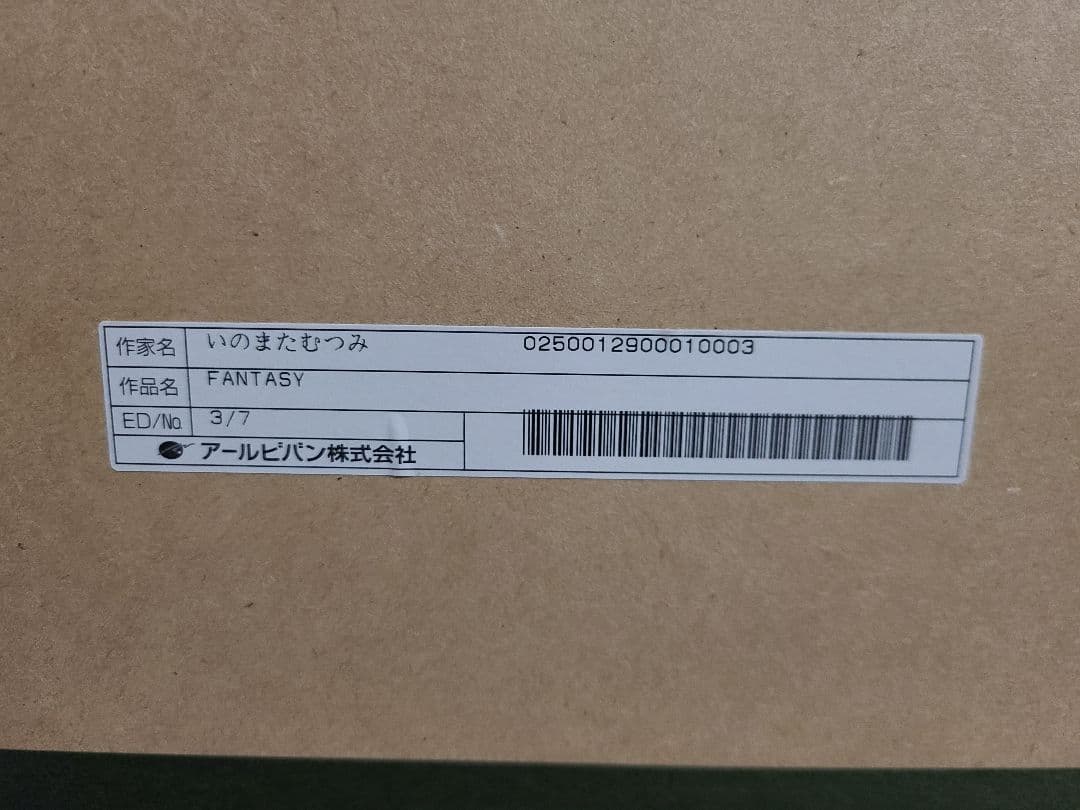 作家名 いのまたむつみ 0250012900010003
作品名 FANTASY
ED/No 3/7
アールビバン株式会社